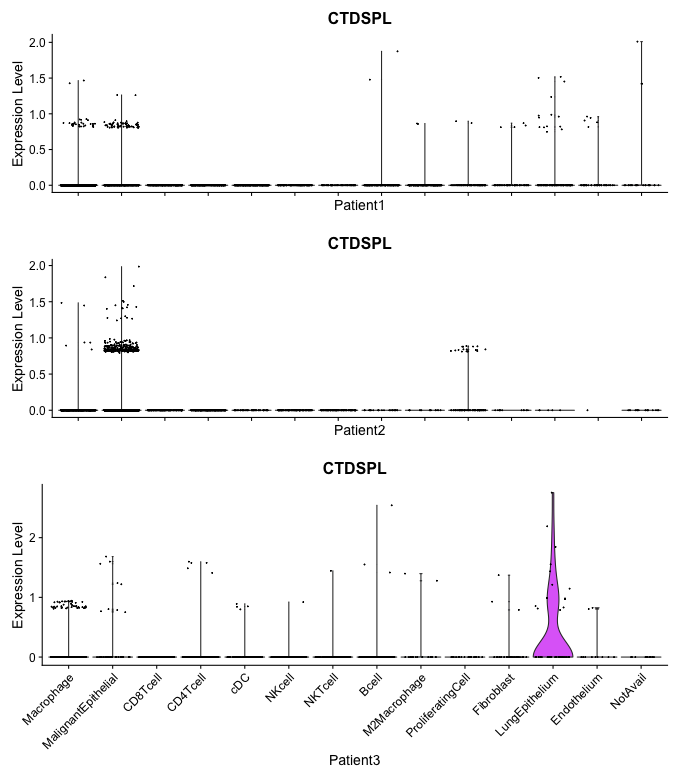 CTDSPL
Expression Level
2.0
1.5
1.0
0.5
0.0
Patient1
CTDSPL
Expression Level
2.0
1.5
1.0
0.5
0.0
Patient2
CTDSPL
Expression Level
2
1
0
Macrophage
MalignantEpithelial
CD8Tcell
CD4Tcell
cDC
NKcell
NKTcell
Bcell
M2Macrophage
ProliferatingCell
Fibroblast
LungEpithelium
Endothelium
NotAvail
Patient3